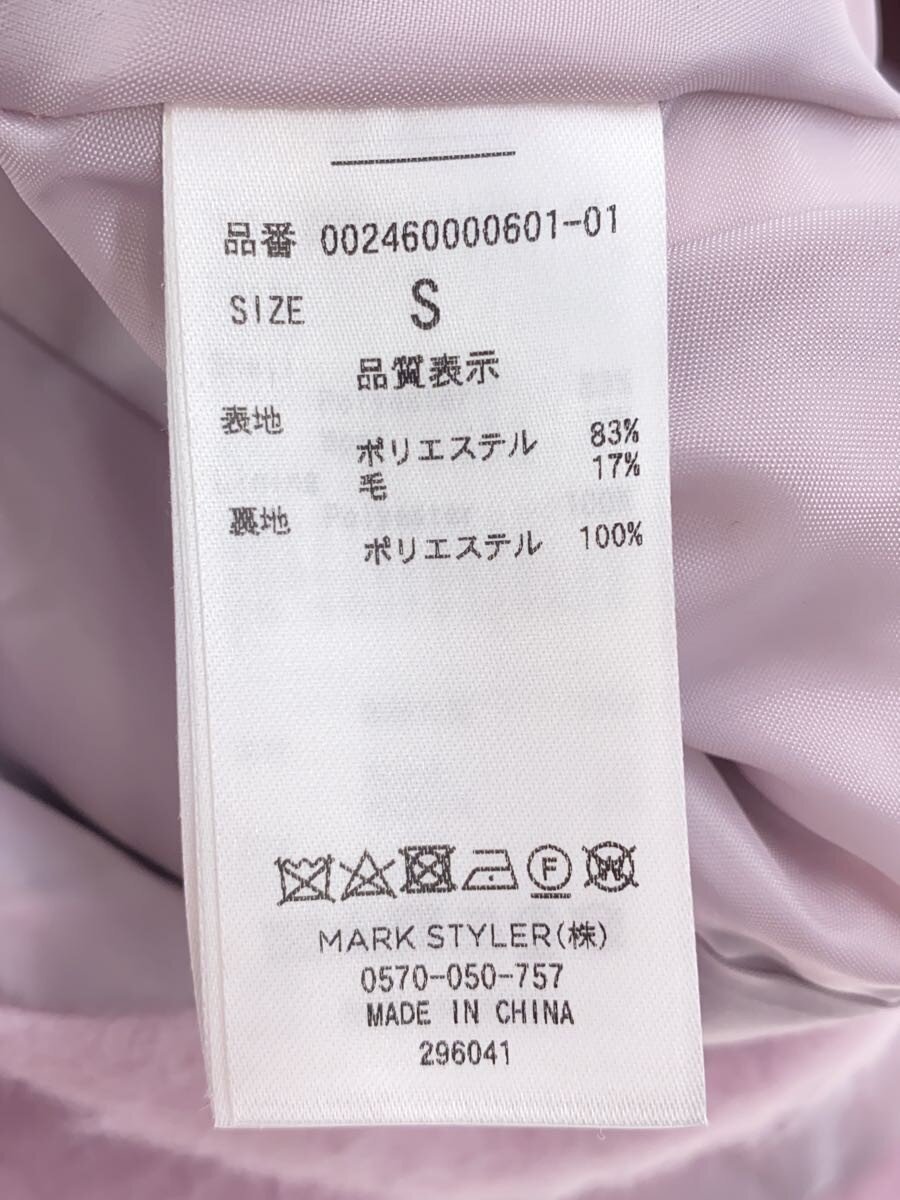 品番 002460000601-01
SIZE S
品質表示
表地
ポリエステル 83%
毛 17%
裏地
ポリエステル 100%
F W
MARK STYLER(株)
0570-050-757
MADE IN CHINA
296041